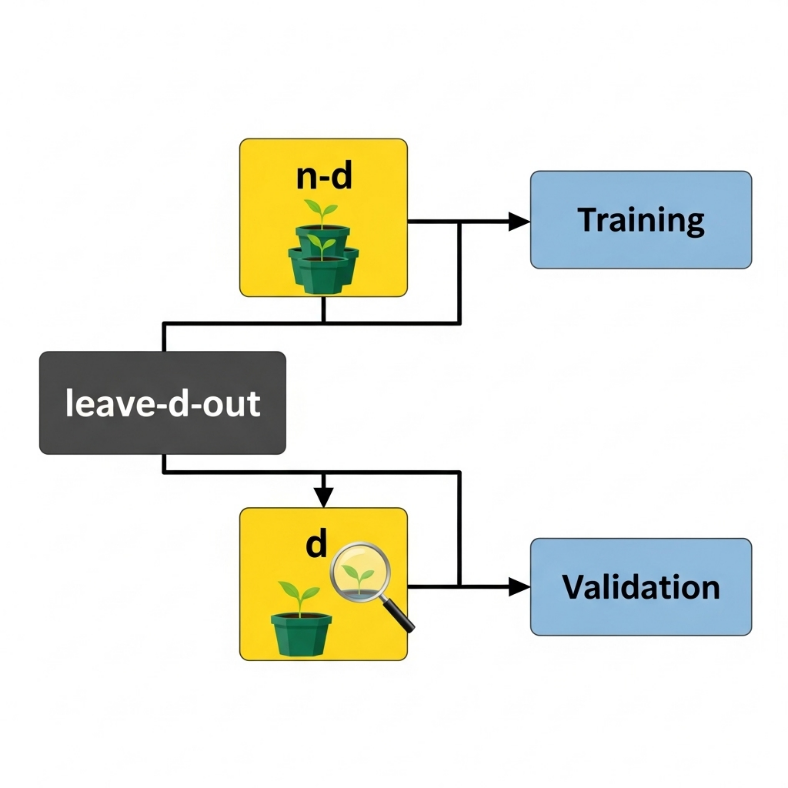 n-d
Training
leave-d-out
d
Validation